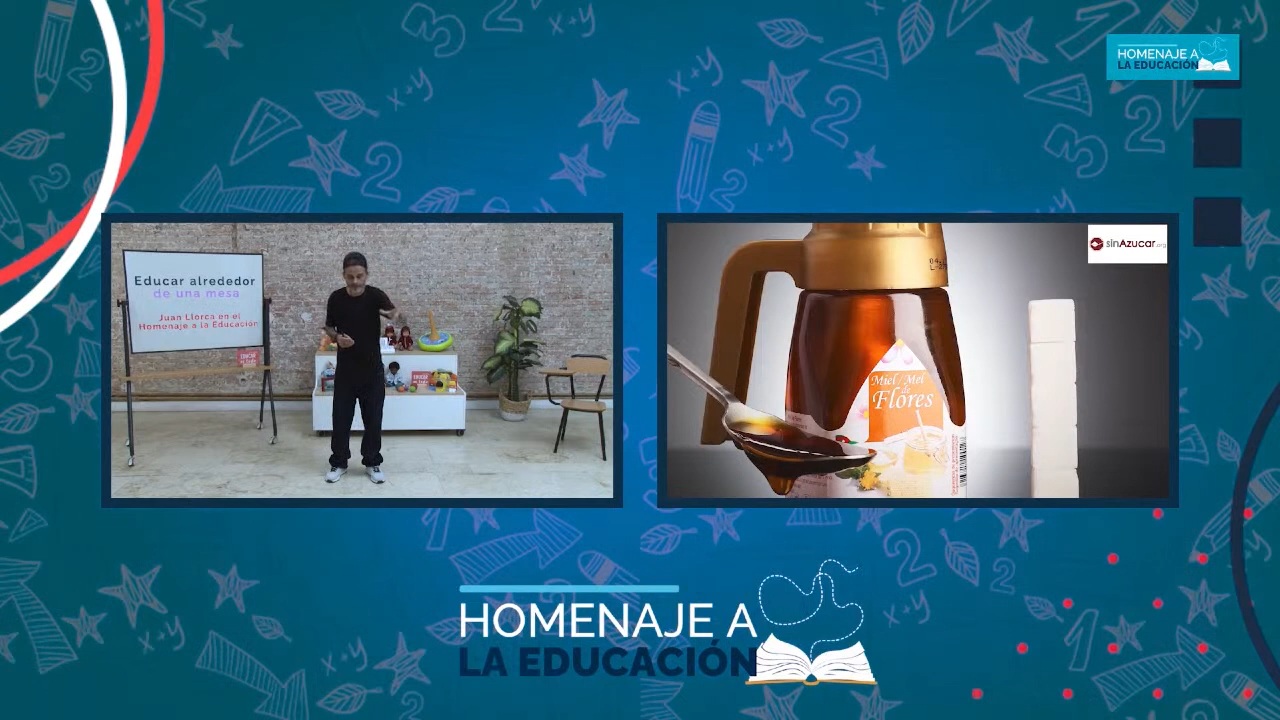 HOMENAJE A
LA EDUCACIÓN
Educar alrededor
de una mesa
Juan Llorca en el
Homenaje a la Educación
sinAzucar.org
Miel / Mel
de
Flores
HOMENAJE A
LA EDUCACIÓN